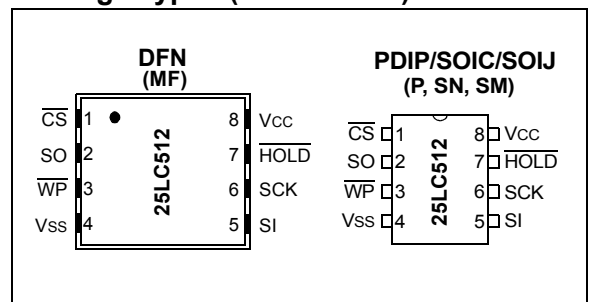 DFN
(MF)
CS 1 8 VCC
SO 2 7 HOLD
WP 3 6 SCK
VSS 4 5 SI
25LC512
PDIP/SOIC/SOIJ
(P, SN, SM)
CS 1 8 VCC
SO 2 7 HOLD
WP 3 6 SCK
VSS 4 5 SI
25LC512